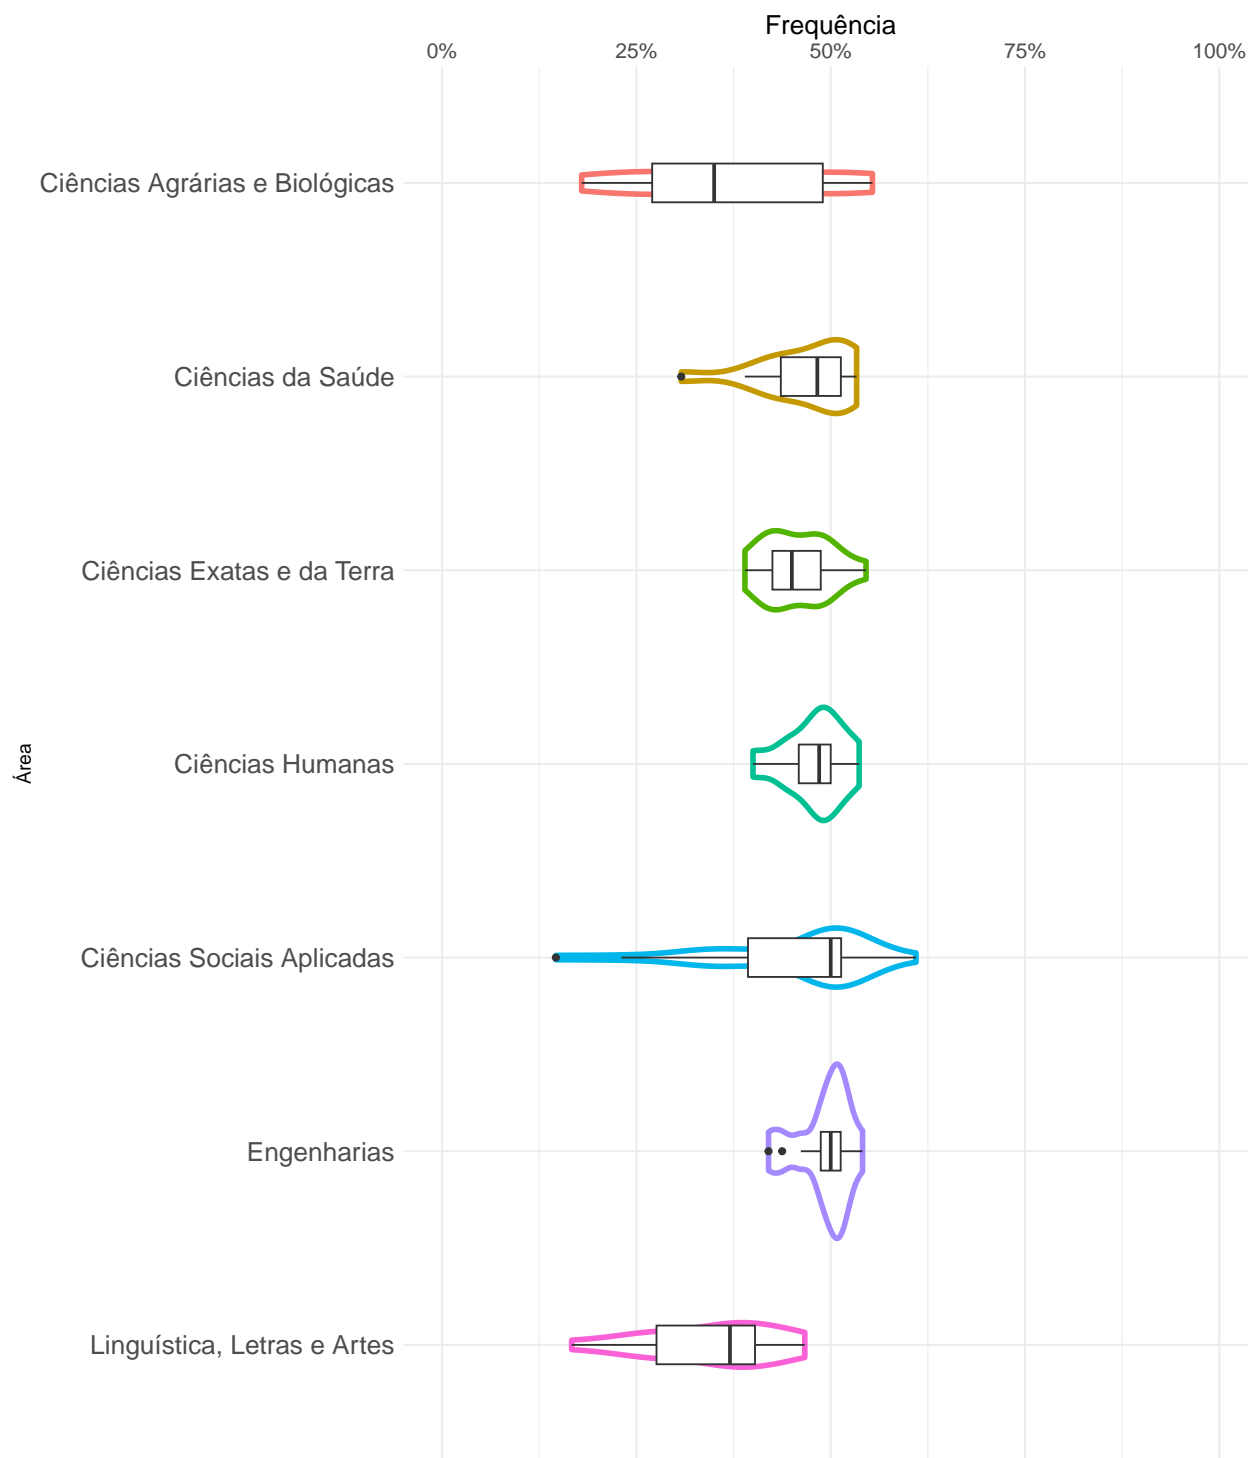 Frequência
0% 25% 50% 75% 100%
Ciências Agrárias e Biológicas
Ciências da Saúde
Ciências Exatas e da Terra
Ciências Humanas
Área
Ciências Sociais Aplicadas
Engenharias
Linguística, Letras e Artes